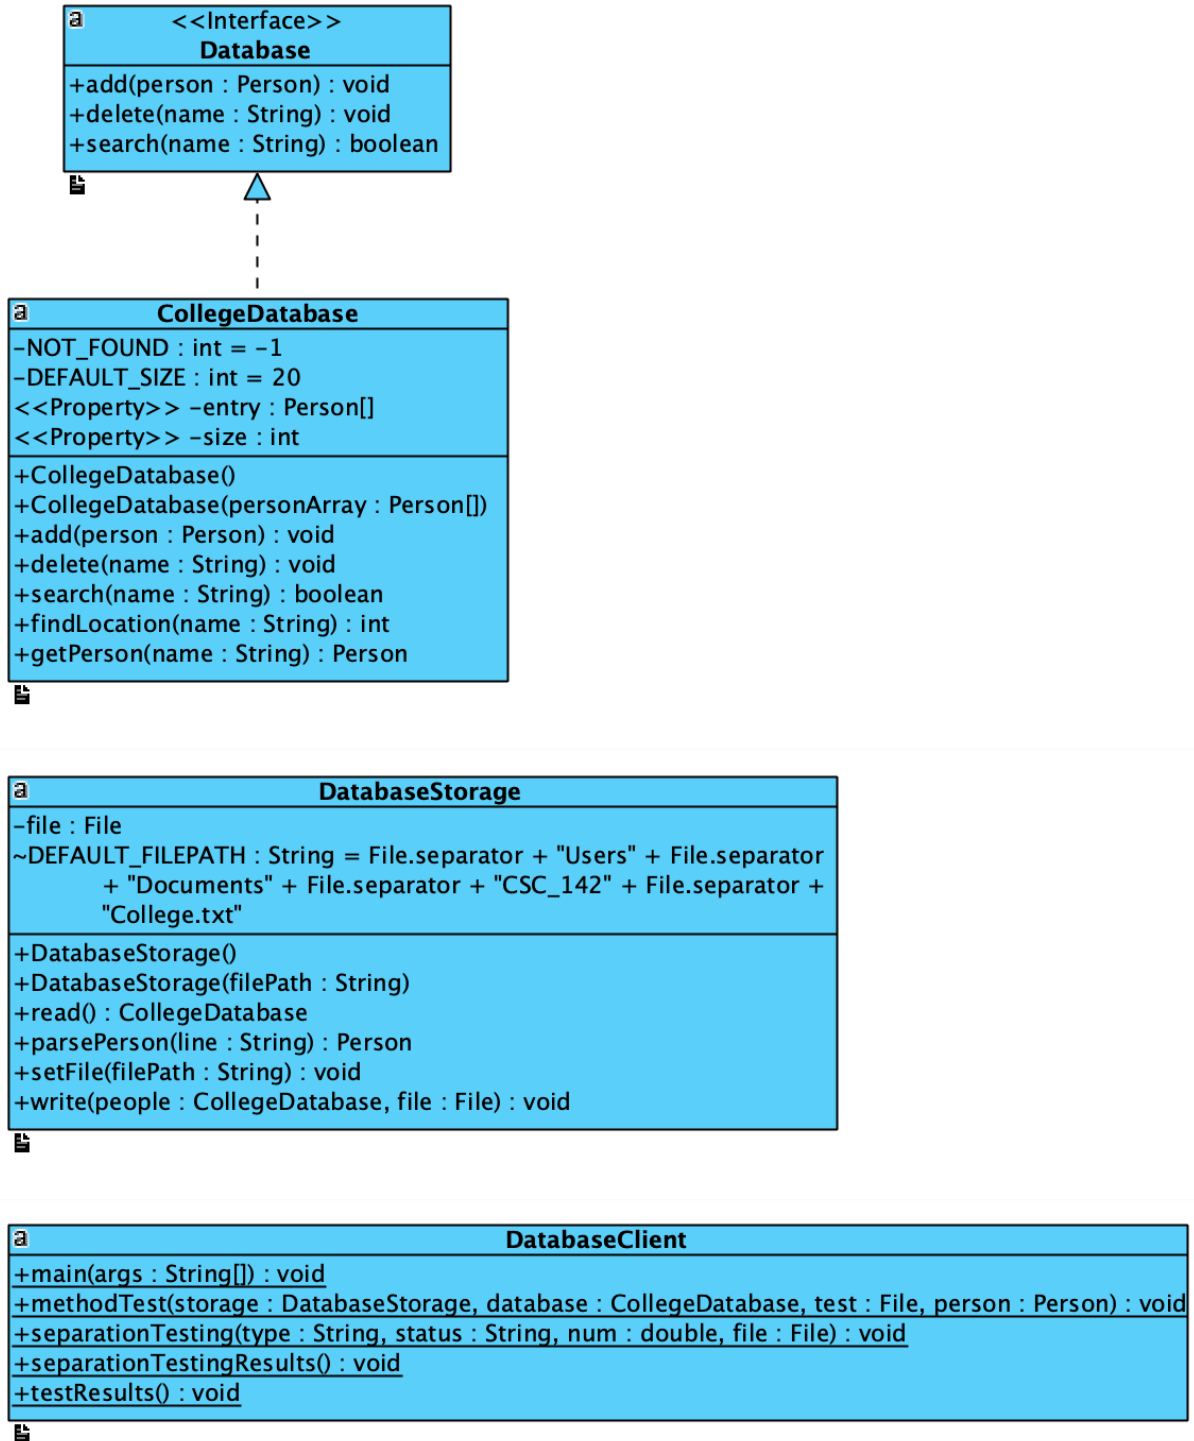 a <<Interface>>
Database
+add(person : Person) : void
+delete(name : String) : void
+search(name : String) : boolean
a CollegeDatabase
-NOT_FOUND : int = -1
-DEFAULT_SIZE : int = 20
<<Property>> -entry : Person[]
<<Property>> -size : int
+CollegeDatabase()
+CollegeDatabase(personArray : Person[])
+add(person : Person) : void
+delete(name : String) : void
+search(name : String) : boolean
+findLocation(name : String) : int
+getPerson(name : String) : Person
a DatabaseStorage
-file : File
~DEFAULT_FILEPATH : String = File.separator + "Users" + File.separator
+ "Documents" + File.separator + "CSC_142" + File.separator +
"College.txt"
+DatabaseStorage()
+DatabaseStorage(filePath : String)
+read() : CollegeDatabase
+parsePerson(line : String) : Person
+setFile(filePath : String) : void
+write(people : CollegeDatabase, file : File) : void
a DatabaseClient
+main(args : String[]) : void
+methodTest(storage : DatabaseStorage, database : CollegeDatabase, test : File, person : Person) : void
+separationTesting(type : String, status : String, num : double, file : File) : void
+separationTestingResults() : void
+testResults() : void